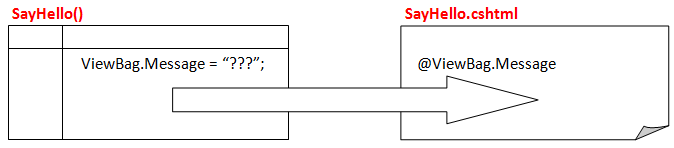 SayHello()
ViewBag.Message = “???”;
SayHello.cshtml
@ViewBag.Message